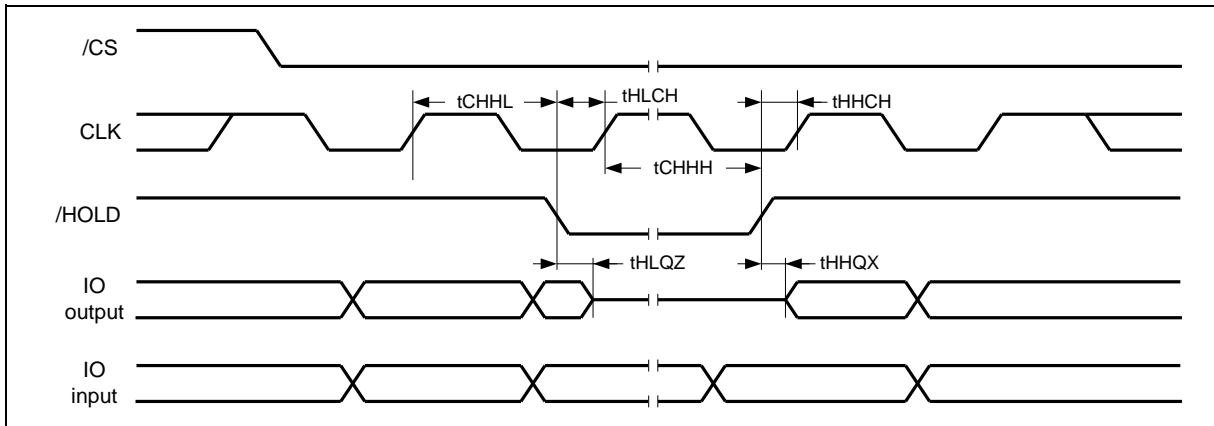 /CS
tCHHL
tHLCH
tHHCH
CLK
tCHHH
/HOLD
tHLQZ
tHHQX
IO
output
IO
input